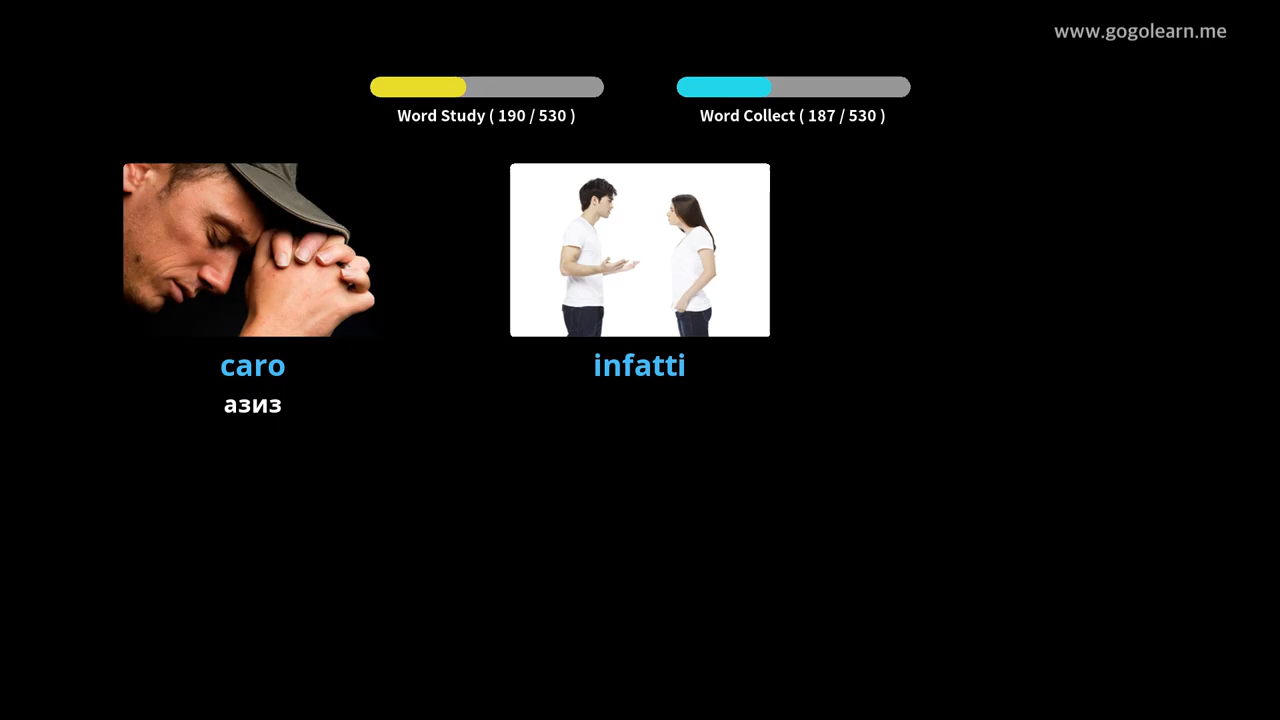 www.gogolearn.me
Word Study ( 190 / 530 )
Word Collect ( 187 / 530 )
caro
infatti
азиз